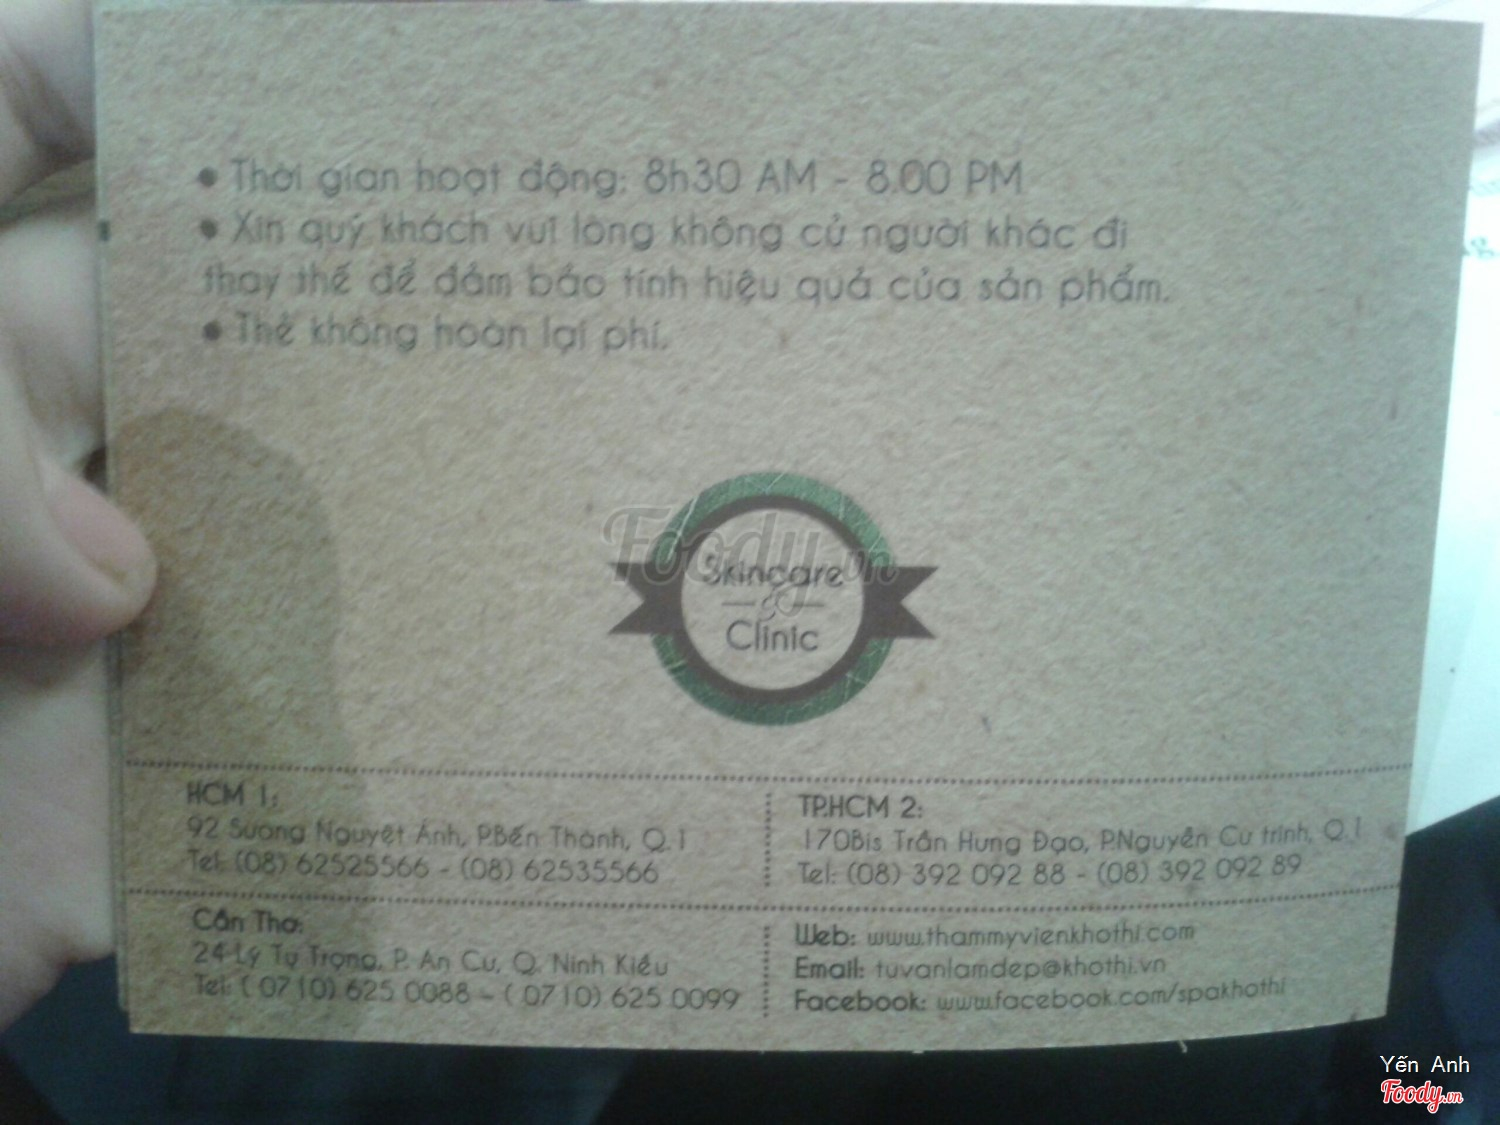 • Thời gian hoạt động: 8h30 AM - 8.00 PM
• Xin quý khách vui lòng không cử người khác đi
thay thế để đảm bảo tính hiệu quả của sản phẩm.
• Thẻ không hoàn lại phí.
Foody.vn
Skincare
&
Clinic
HCM 1:
92 Sương Nguyệt Ánh, P.Bến Thành, Q.1
Tel: (08) 62525566 - (08) 62535566
TP.HCM 2:
170Bis Trần Hưng Đạo, P.Nguyễn Cư trinh, Q.1
Tel: (08) 392 092 88 - (08) 392 092 89
Cần Thơ:
24-Lý Tự Trọng, P. An Cư, Q. Ninh Kiều
Tel: ( 0710) 625 0088 - ( 0710) 625 0099
Web: www.thammyvienkhothi.com
Email: tuvanlamdep@khothi.vn
Facebook: www.facebook.com/spakhothi
Yến Anh
Foody.vn